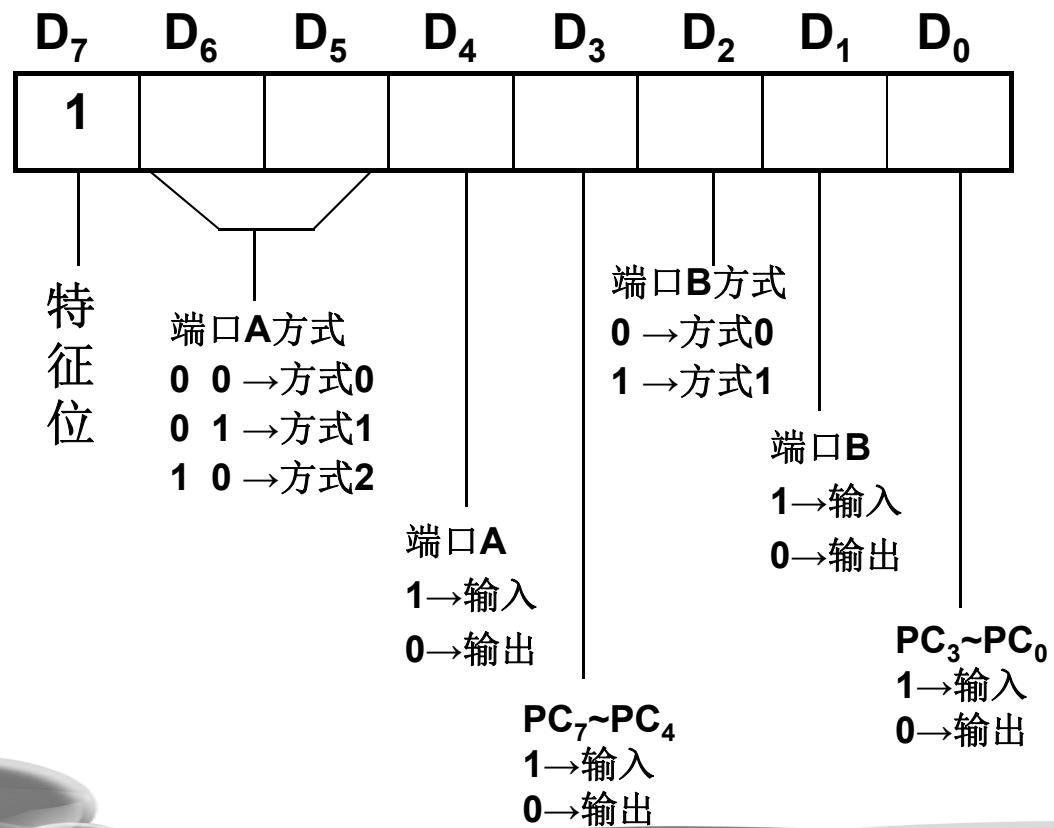 D₇ D₆ D₅ D₄ D₃ D₂ D₁ D₀
1
特征位
端口A方式
0 0 →方式0
0 1 →方式1
1 0 →方式2
端口A
1→输入
0→输出
PC₇~PC₄
1→输入
0→输出
端口B方式
0 →方式0
1 →方式1
端口B
1→输入
0→输出
PC₃~PC₀
1→输入
0→输出